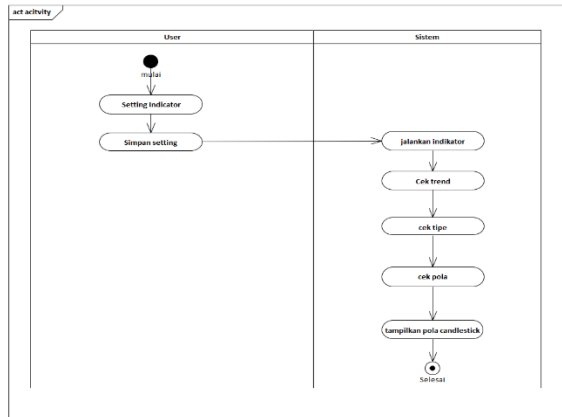 act acitvity
User
Sistem
mulai
Setting Indicator
Simpan setting
jalankan indikator
Cek trend
cek tipe
cek pola
tampilkan pola candlestick
Selesai